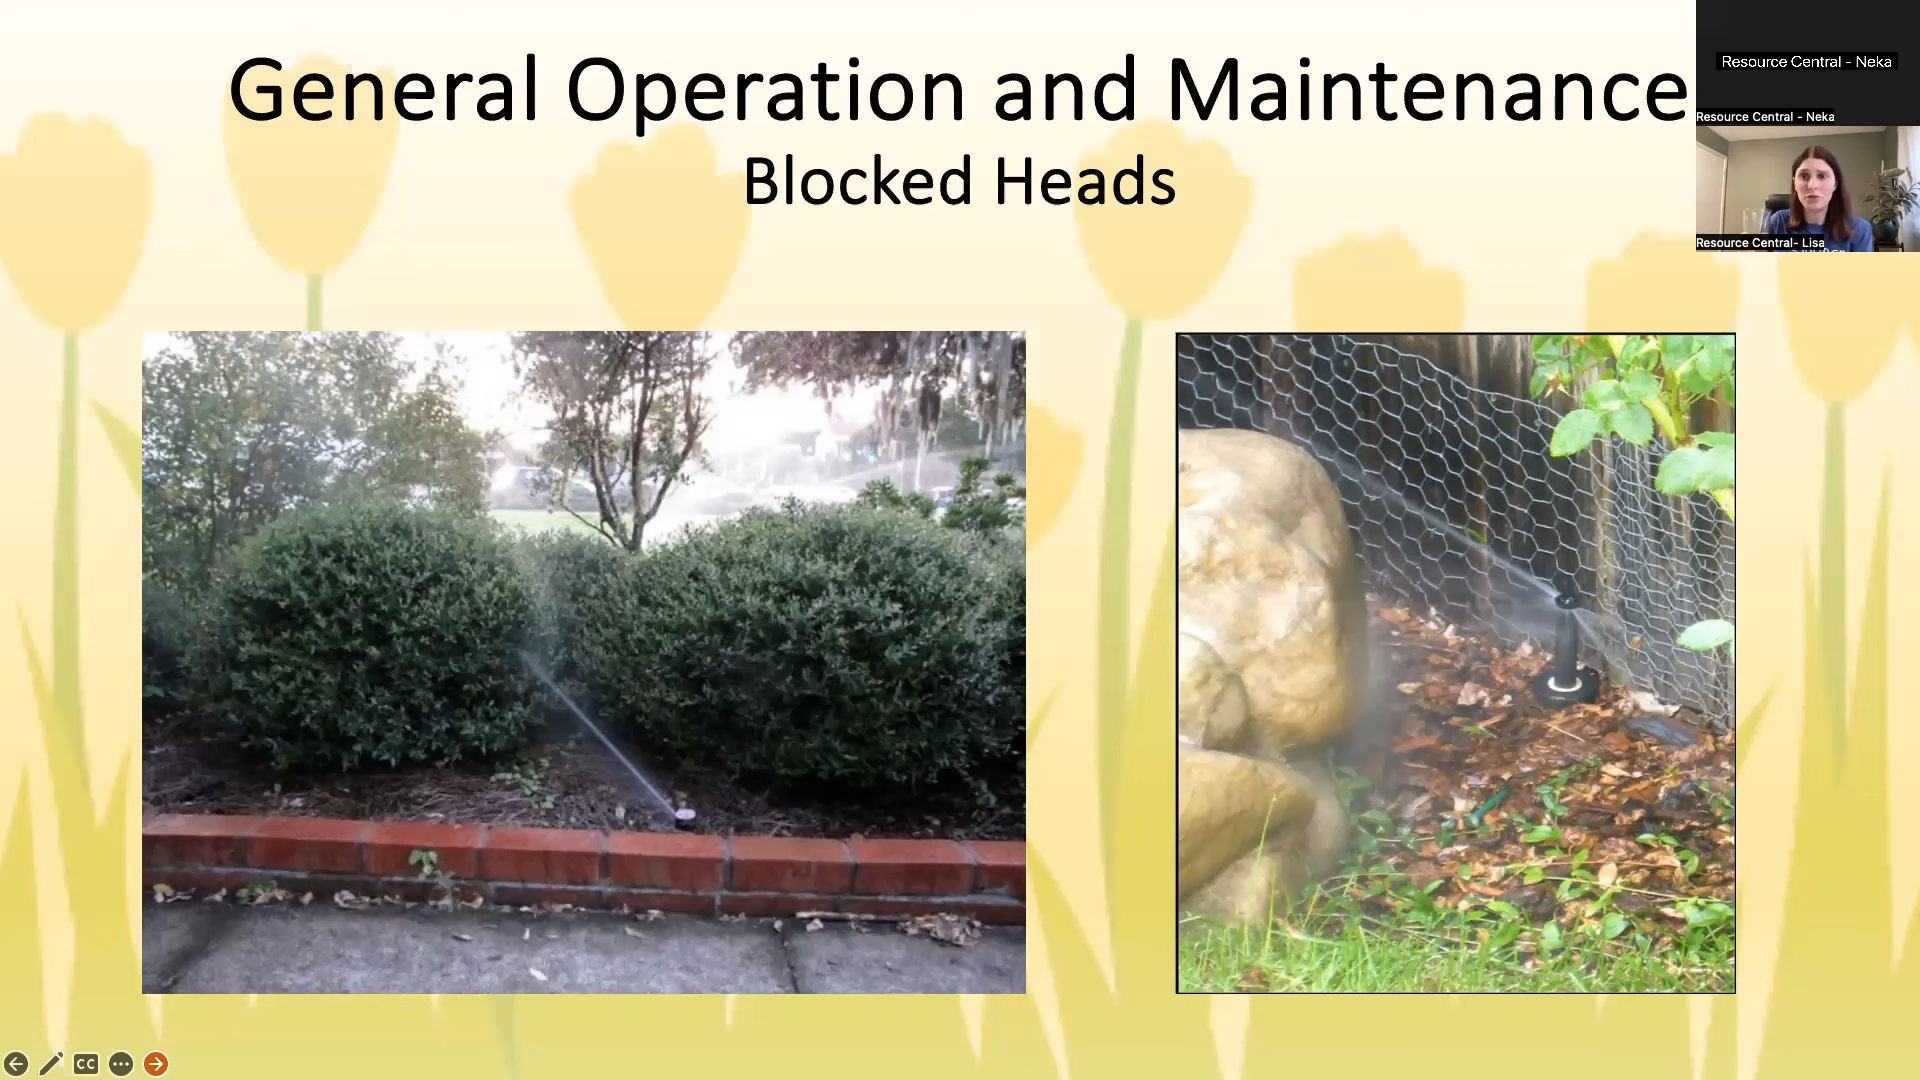 General Operation and Maintenance
Blocked Heads
Resource Central - Neka
Resource Central - Neka
Resource Central- Lisa
CC